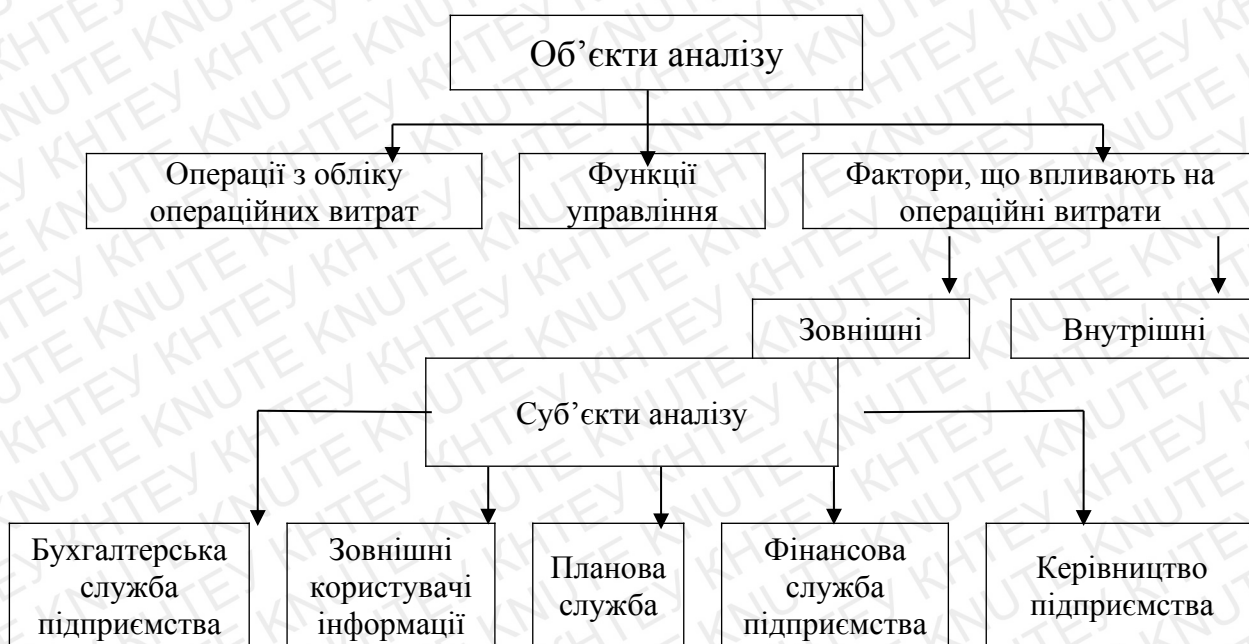 Об’єкти аналізу
Операції з обліку
операційних витрат
Функції
управління
Фактори, що впливають на
операційні витрати
Зовнішні
Внутрішні
Суб’єкти аналізу
Бухгалтерська
служба
підприємства
Зовнішні
користувачі
інформації
Планова
служба
Фінансова
служба
підприємства
Керівництво
підприємства